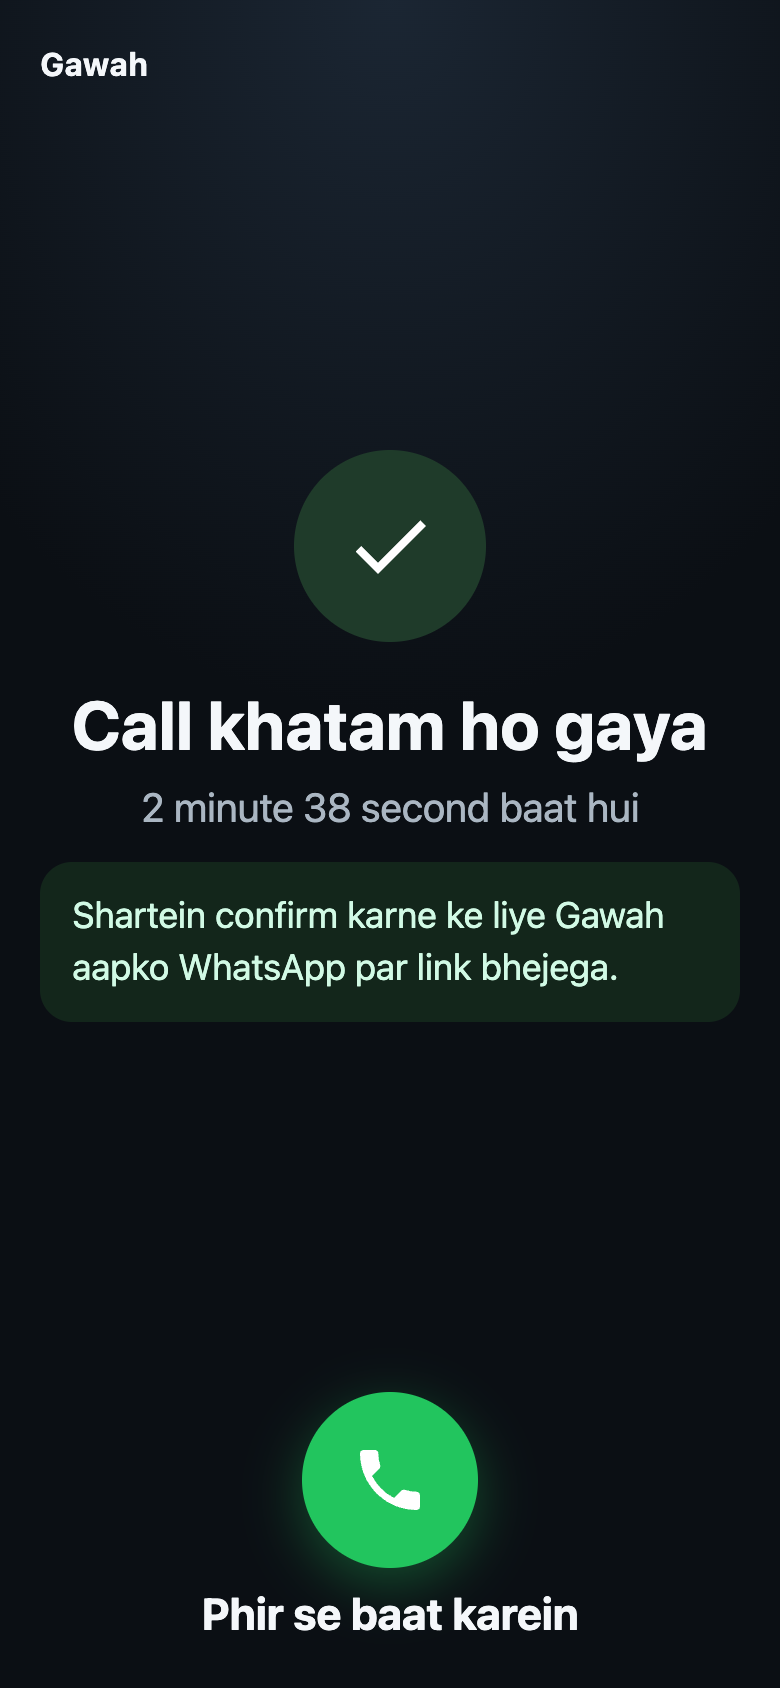 Gawah
Call khatam ho gaya
2 minute 38 second baat hui
Shartein confirm karne ke liye Gawah
aapko WhatsApp par link bhejega.
Phir se baat karein